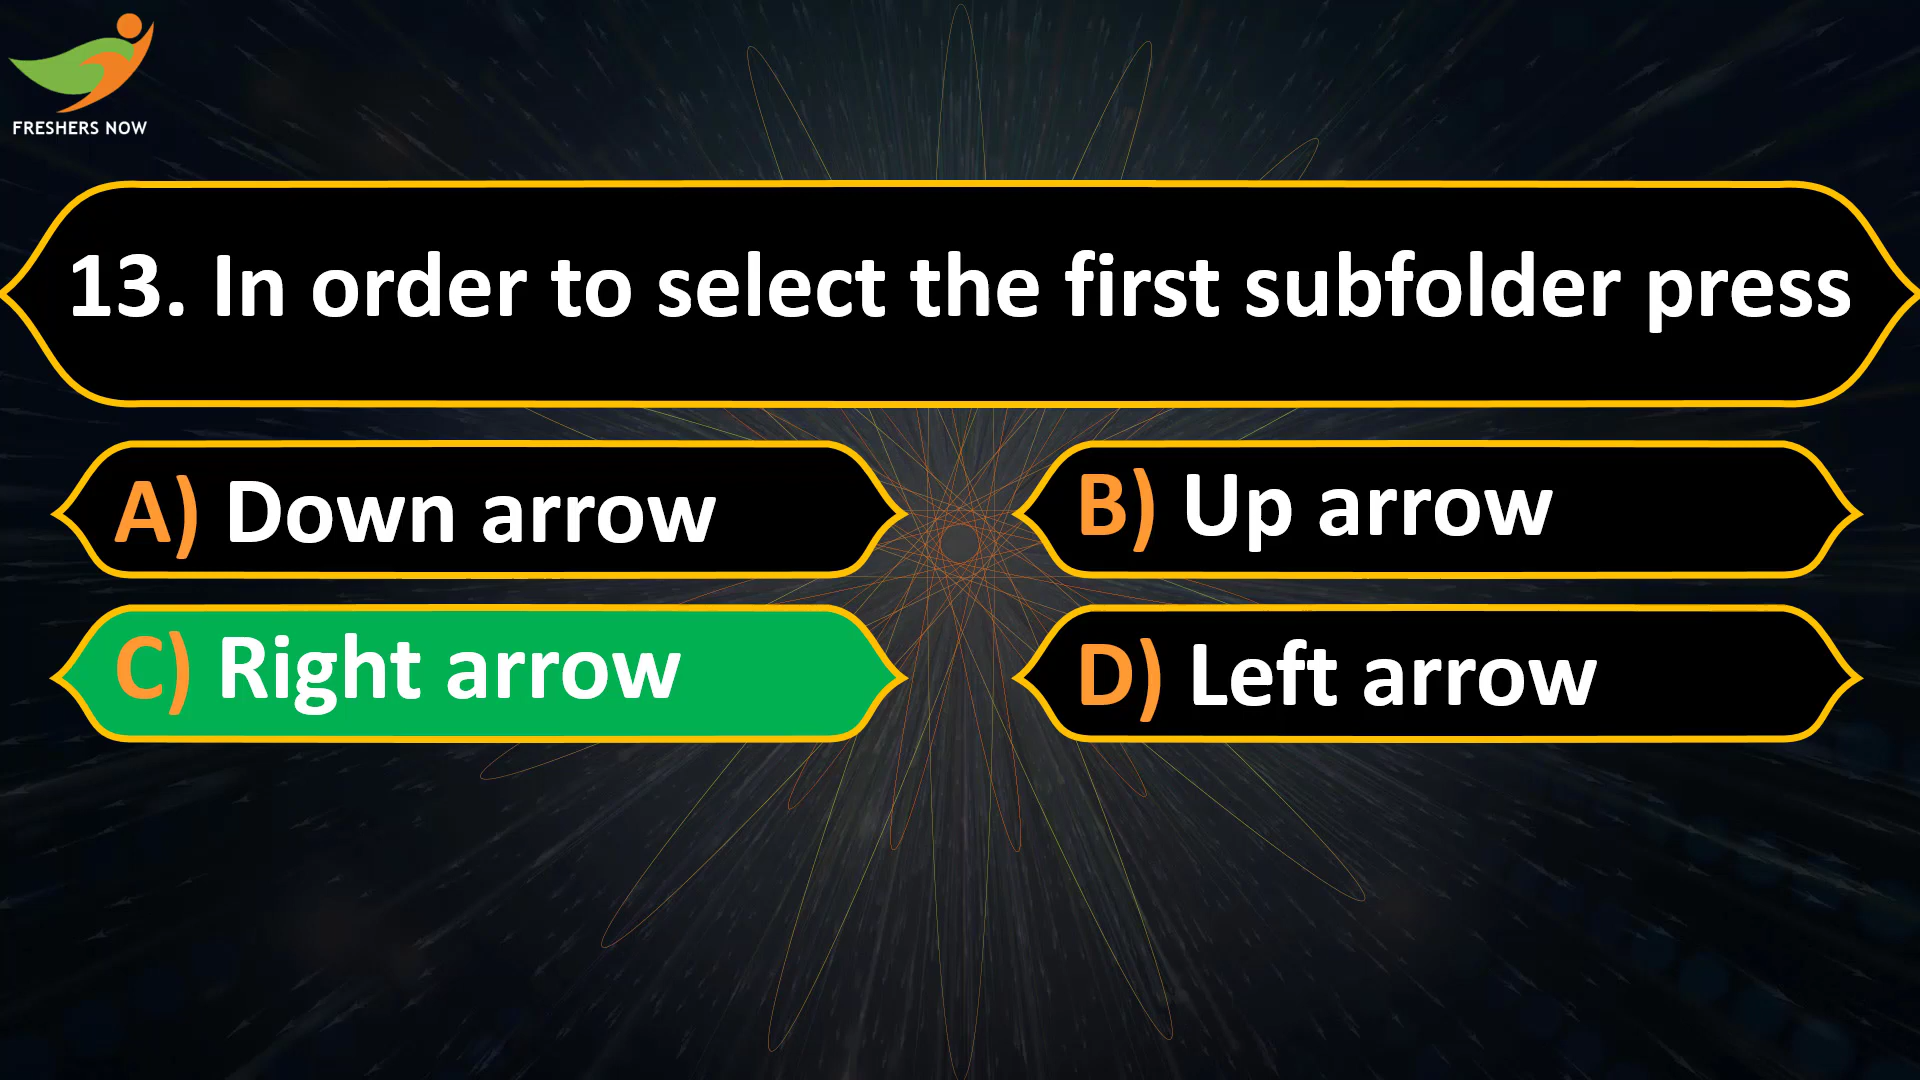 FRESHERS NOW
13. In order to select the first subfolder press
A) Down arrow
B) Up arrow
C) Right arrow
D) Left arrow